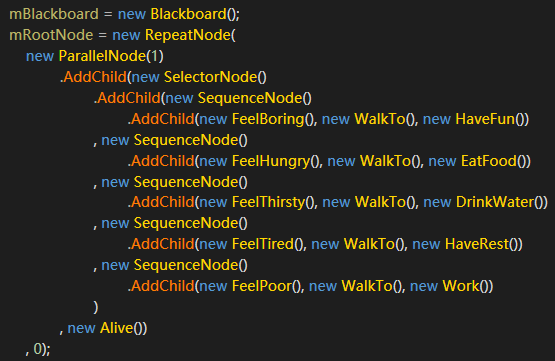 mBlackboard = new Blackboard();
mRootNode = new RepeatNode(
new ParallelNode(1)
.AddChild(new SelectorNode()
.AddChild(new SequenceNode()
.AddChild(new FeelBoring(), new WalkTo(), new HaveFun())
, new SequenceNode()
.AddChild(new FeelHungry(), new WalkTo(), new EatFood())
, new SequenceNode()
.AddChild(new FeelThirsty(), new WalkTo(), new DrinkWater())
, new SequenceNode()
.AddChild(new FeelTired(), new WalkTo(), new HaveRest())
, new SequenceNode()
.AddChild(new FeelPoor(), new WalkTo(), new Work())
)
, new Alive())
, 0);